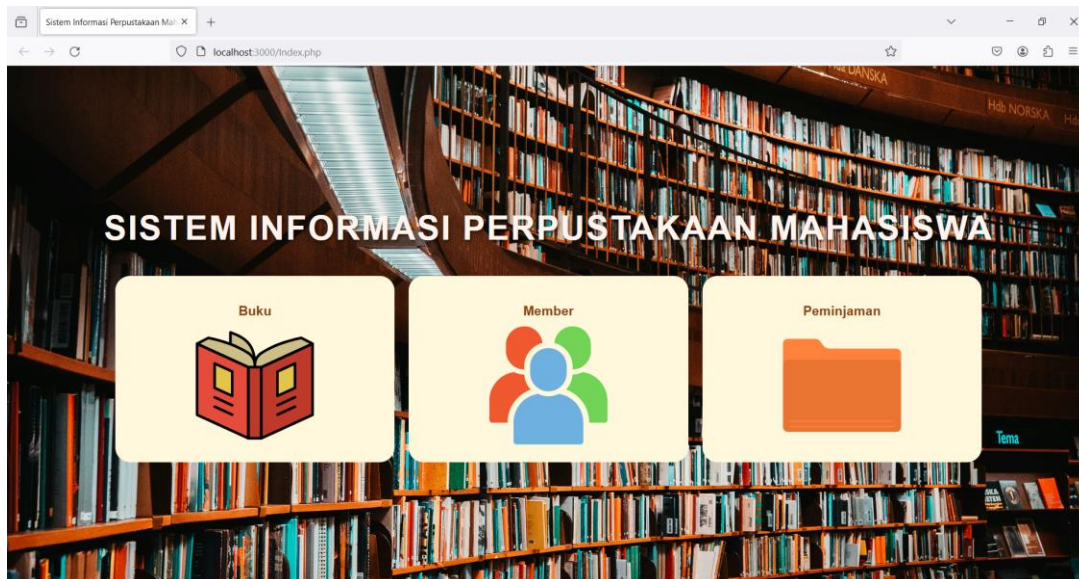 Sistem Informasi Perpustakaan Mah
localhost:3000/Index.php
DANSKA
Hdb NORSKA Hdb
SISTEM INFORMASI PERPUSTAKAAN MAHASISWA
Buku
Member
Peminjaman
Tema